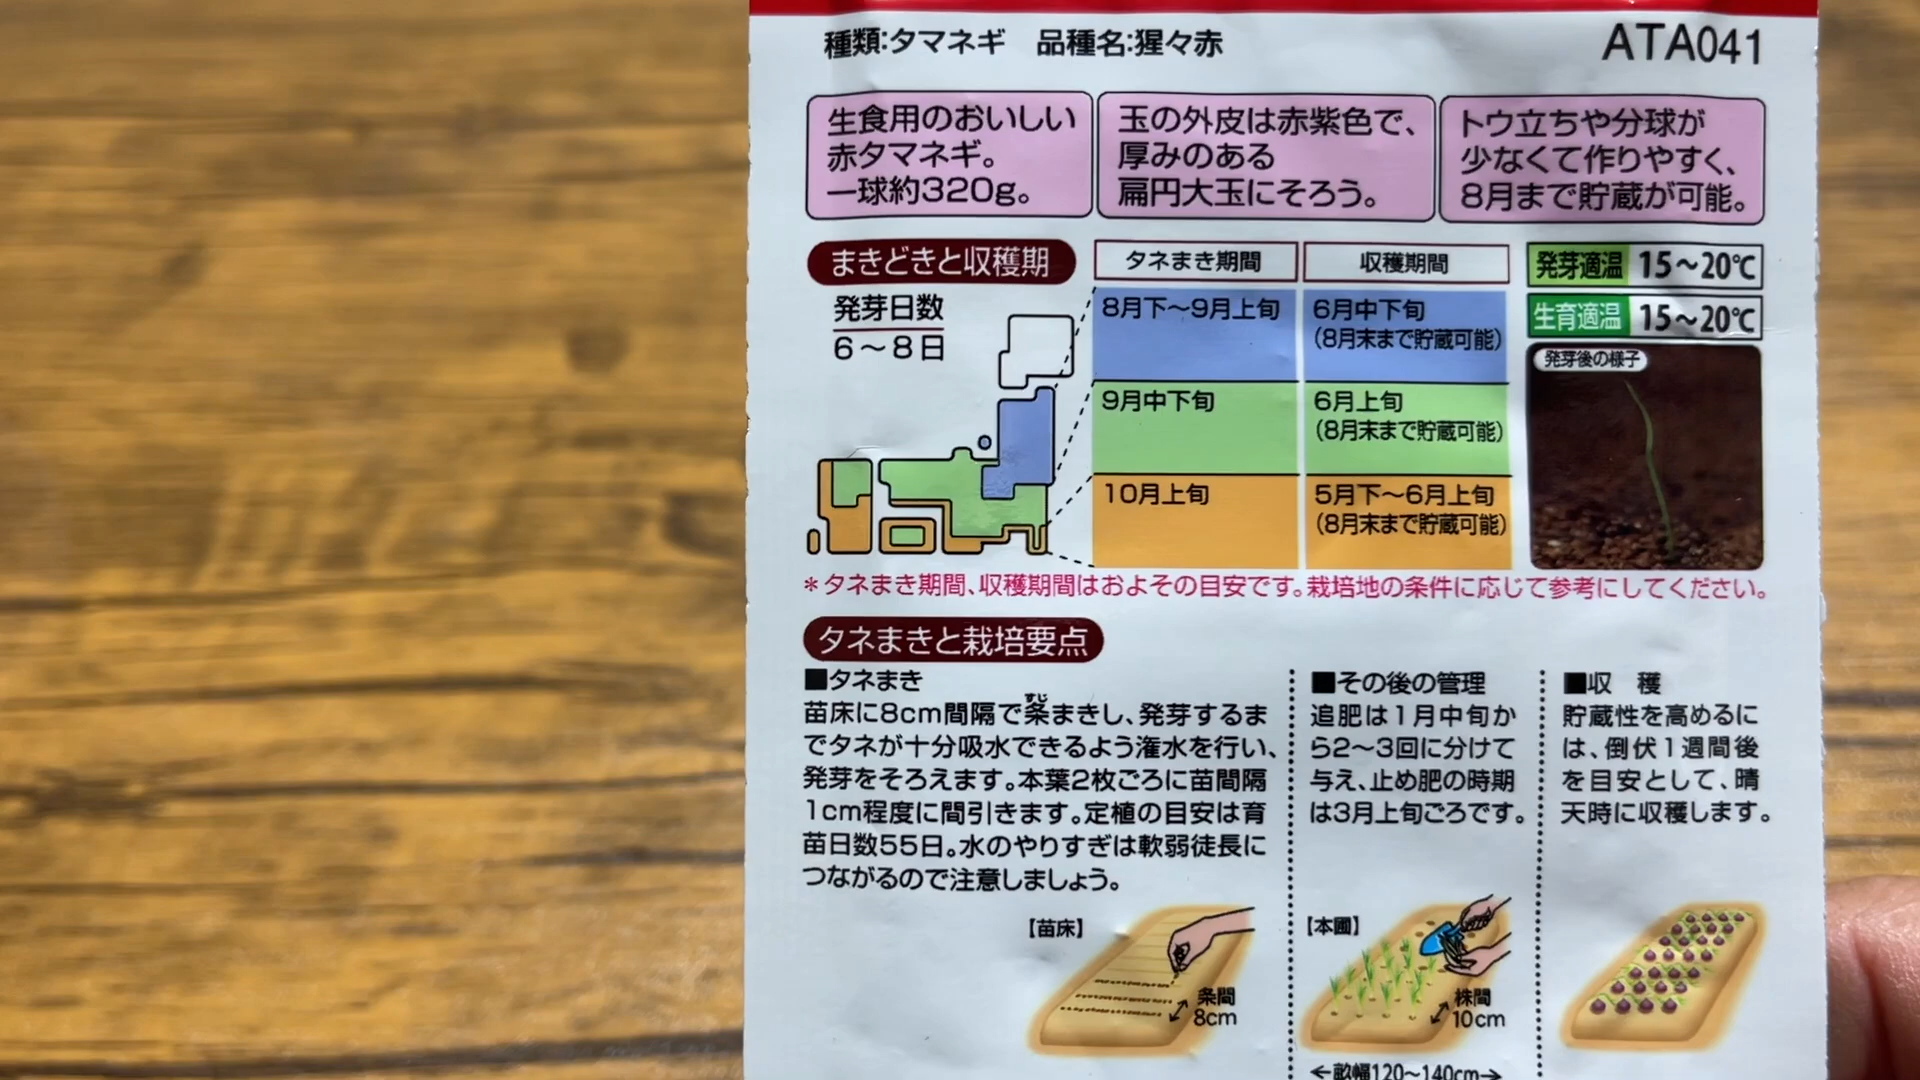 種類:タマネギ　品種名:猩々赤
ATA041
生食用のおいしい
赤タマネギ。
一球約320g。
玉の外皮は赤紫色で、
厚みのある
扁円大玉にそろう。
トウ立ちや分球が
少なくて作りやすく、
8月まで貯蔵が可能。
まきどきと収穫期
発芽日数
6～8日
タネまき期間
収穫期間
8月下～9月上旬
6月中下旬
(8月末まで貯蔵可能)
9月中下旬
6月上旬
(8月末まで貯蔵可能)
10月上旬
5月下～6月上旬
(8月末まで貯蔵可能)
発芽適温 15～20℃
生育適温 15～20℃
発芽後の様子
＊タネまき期間、収穫期間はおよその目安です。栽培地の条件に応じて参考にしてください。
タネまきと栽培要点
■タネまき
すじ
苗床に8cm間隔で条まきし、発芽するま
でタネが十分吸水できるよう潅水を行い、
発芽をそろえます。本葉2枚ごろに苗間隔
1cm程度に間引きます。定植の目安は育
苗日数55日。水のやりすぎは軟弱徒長に
つながるので注意しましょう。
■その後の管理
追肥は1月中旬か
ら2～3回に分けて
与え、止め肥の時期
は3月上旬ごろです。
■収　穫
貯蔵性を高めるに
は、倒伏1週間後
を目安として、晴
天時に収穫します。
【苗床】
条間
8cm
【本圃】
株間
10cm
←畝幅120～140cm→